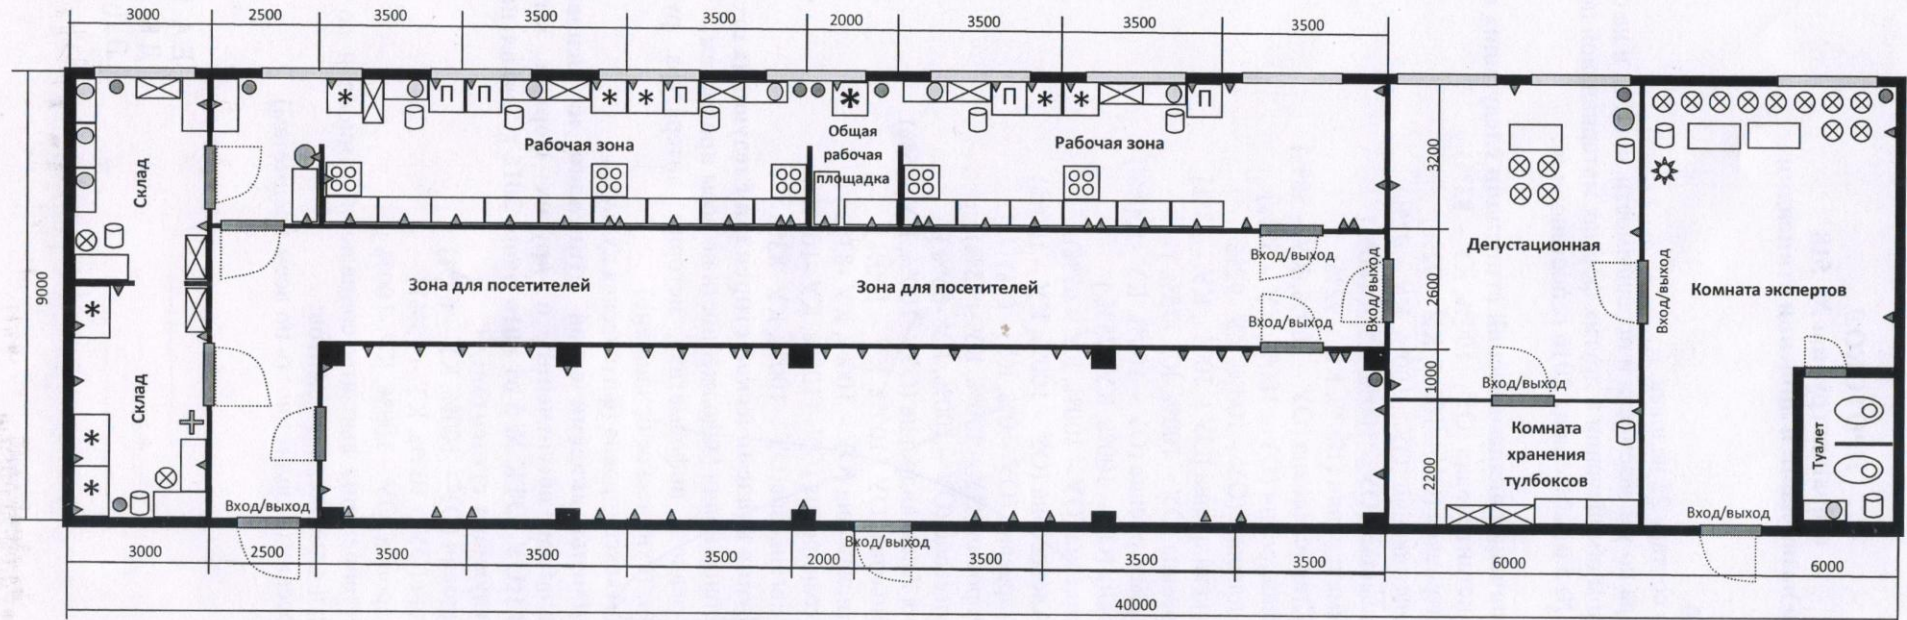 3000 2500 3500 3500 3500 2000 3500 3500 3500
* П П * * П * П * * П
Общая
рабочая
площадка
Рабочая зона
Рабочая зона
Склад
3200
Дегустационная
Вход/выход
Вход/выход
Вход/выход
Вход/выход
9000
Зона для посетителей
Зона для посетителей
2600
Комната экспертов
*
Склад
1000
Вход/выход
*
*
Комната
хранения
тулбоксов
2200
Туалет
Вход/выход
Вход/выход
Вход/выход
3000 2500 3500 3500 3500 2000 3500 3500 3500 6000 6000
40000